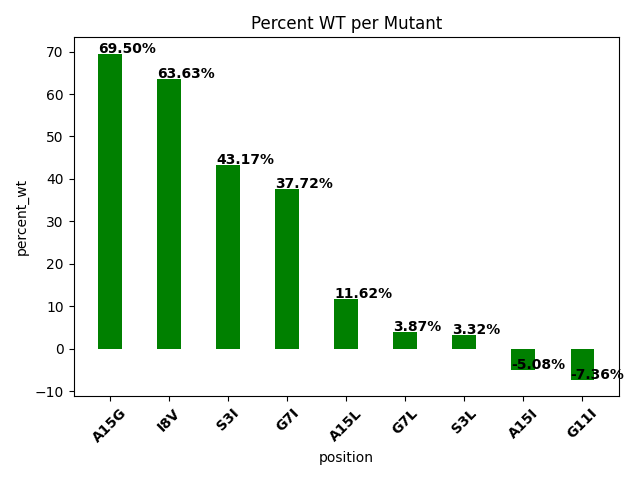 Percent WT per Mutant
percent_wt
70
60
50
40
30
20
10
0
−10
69.50%
63.63%
43.17%
37.72%
11.62%
3.87%
3.32%
-5.08%
-7.36%
A15G
I8V
S3I
G7I
A15L
G7L
S3L
A15I
G11I
position